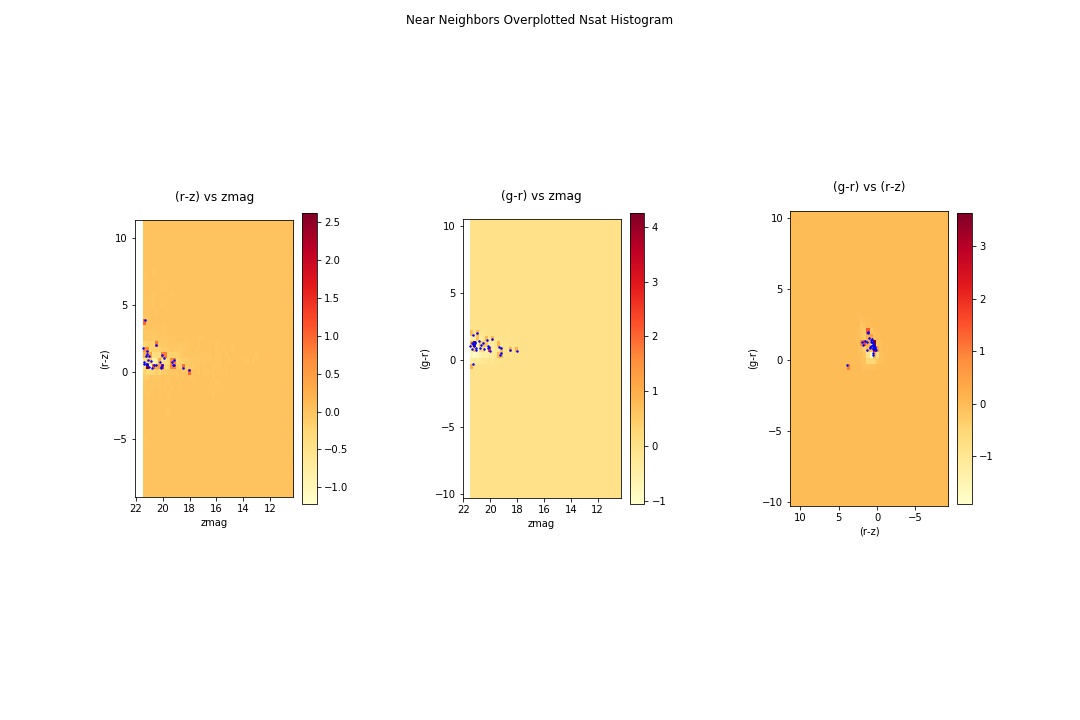 Near Neighbors Overplotted Nsat Histogram
(r-z) vs zmag
(r-z)
10
5
0
−5
22 20 18 16 14 12
zmag
2.5
2.0
1.5
1.0
0.5
0.0
−0.5
−1.0
(g-r) vs zmag
(g-r)
10
5
0
−5
−10
22 20 18 16 14 12
zmag
4
3
2
1
0
−1
(g-r) vs (r-z)
(g-r)
10
5
0
−5
−10
10 5 0 −5
(r-z)
3
2
1
0
−1